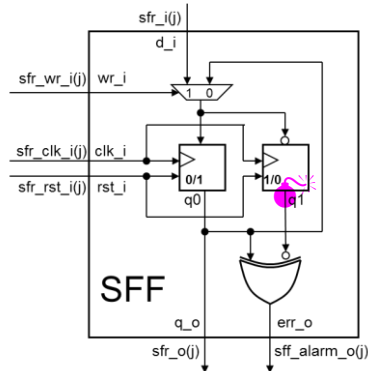 sfr_i(j)
d_i
sfr_wr_i(j) wr_i
1 0
sfr_clk_i(j) clk_i
sfr_rst_i(j) rst_i
0/1
1/0
q0
q1
SFF
q_o
err_o
sfr_o(j)
sff_alarm_o(j)